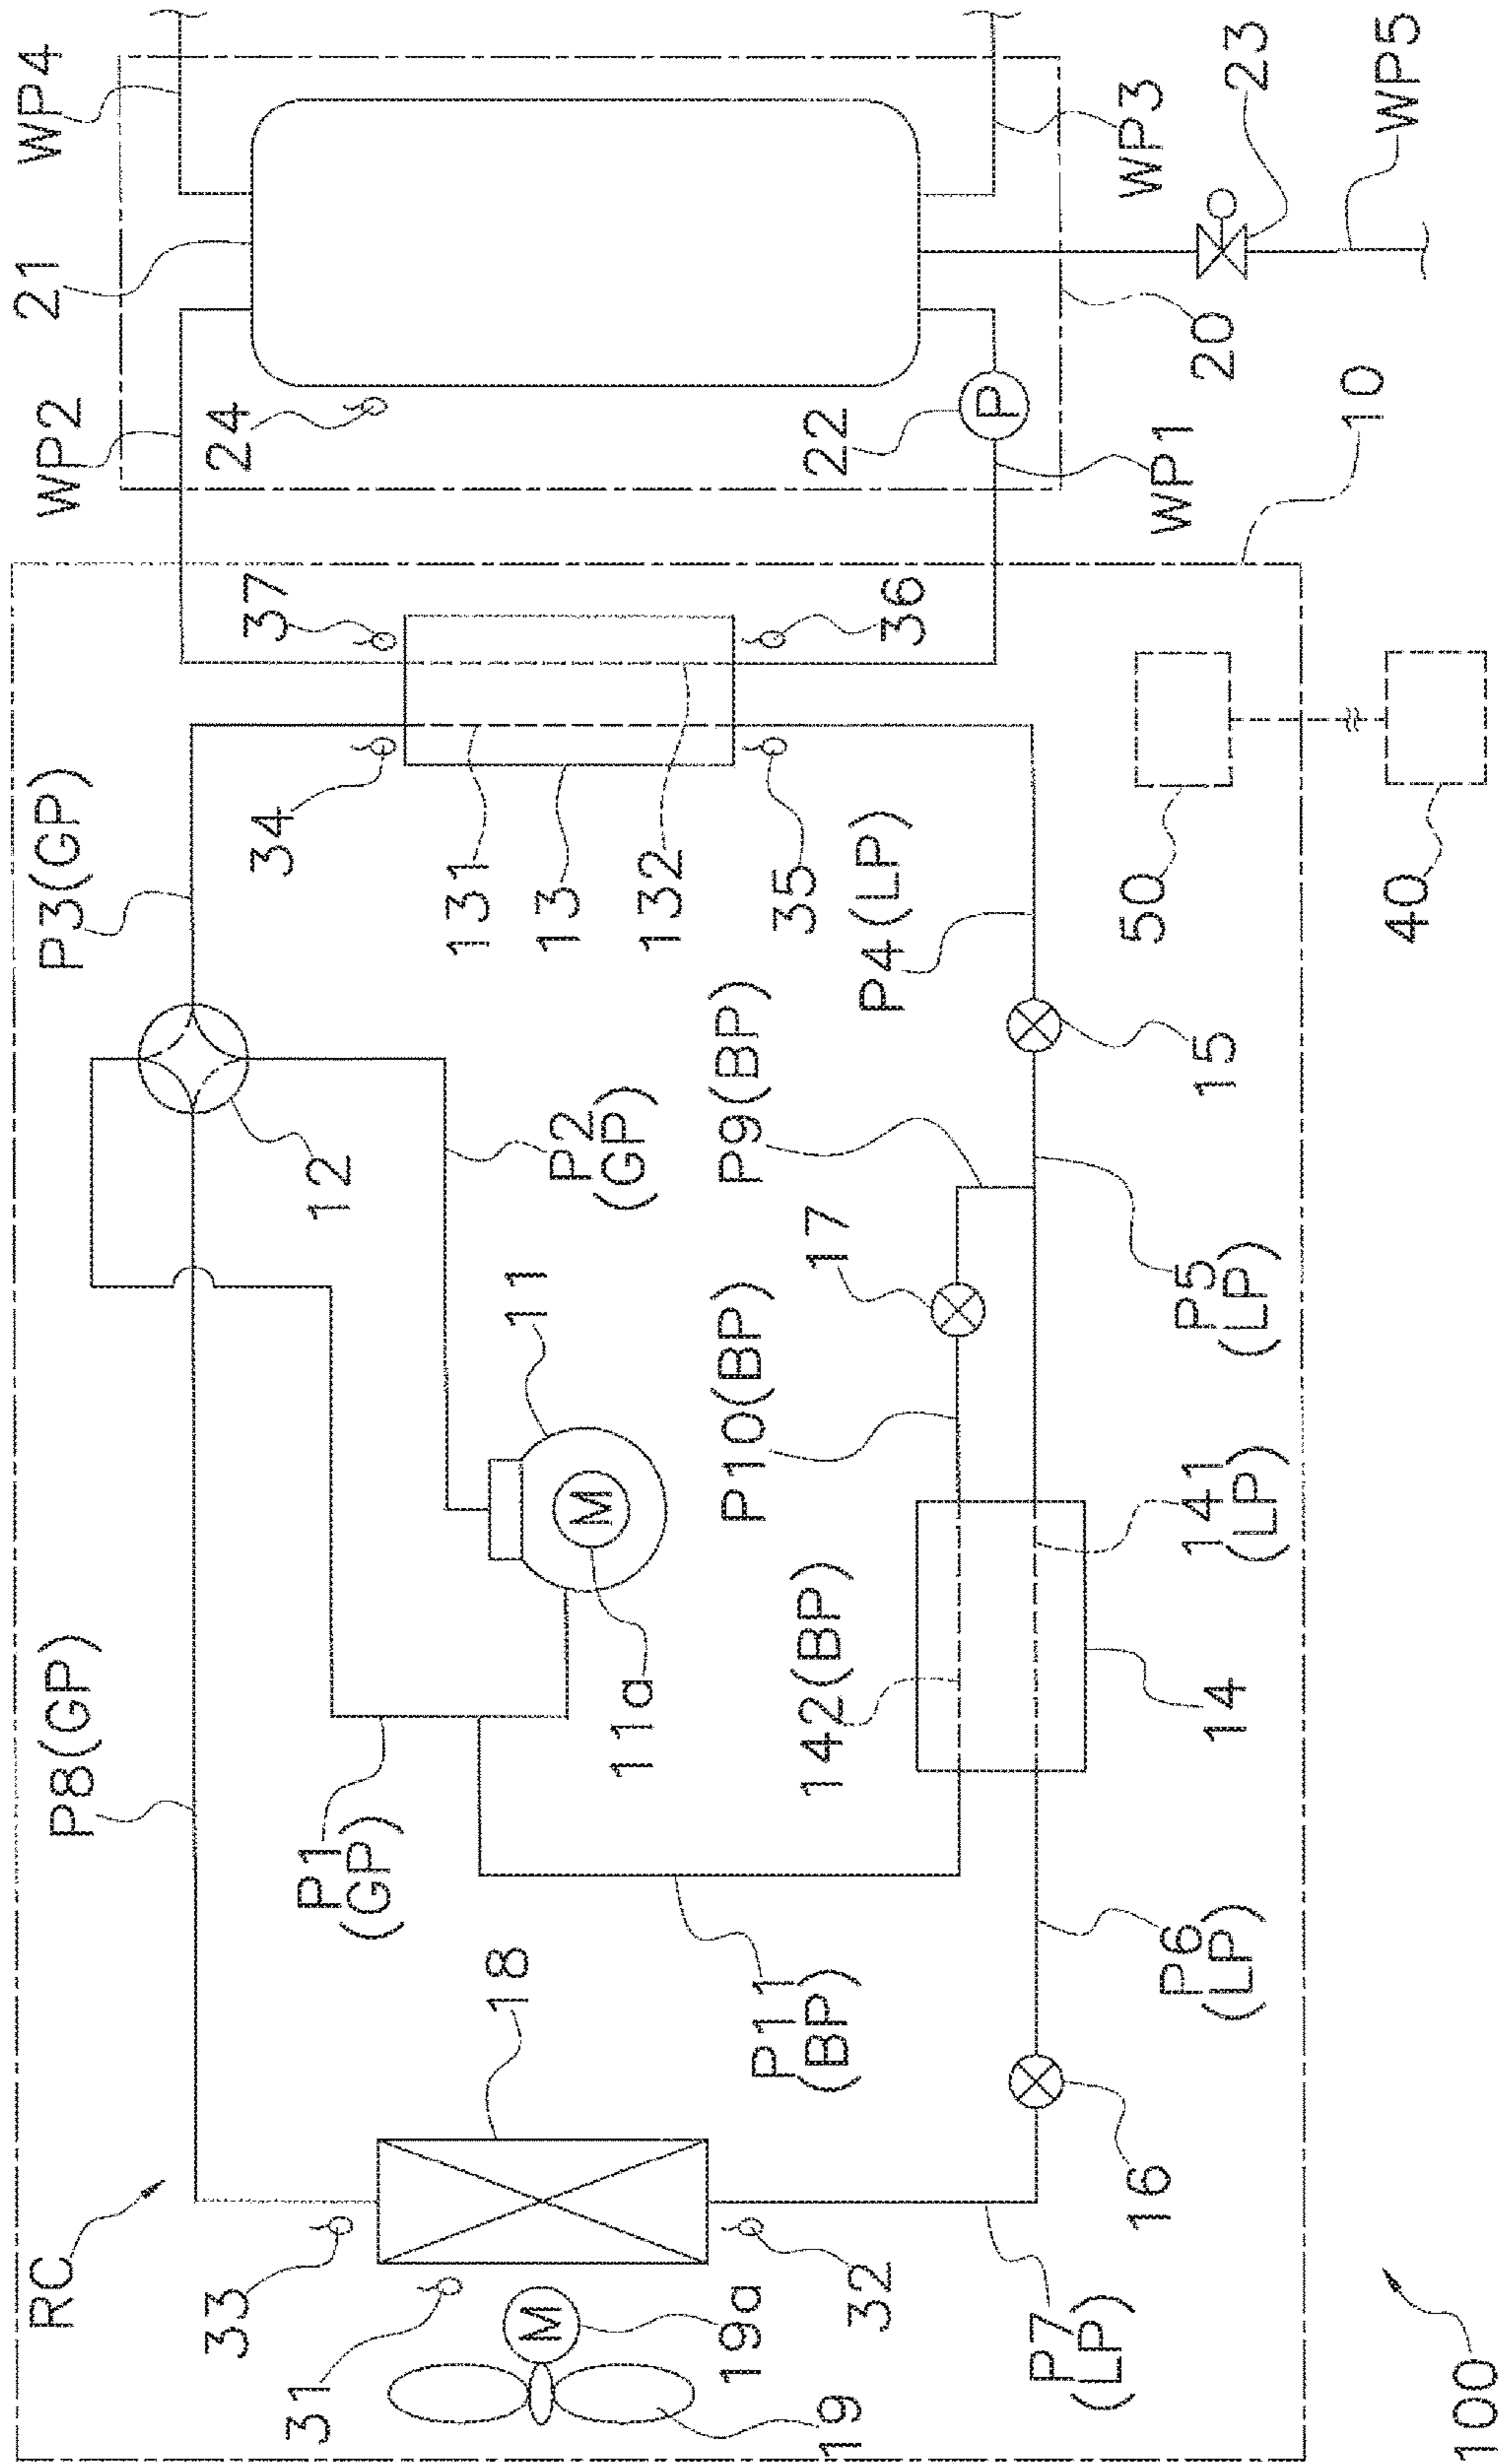 WP4
21
WP2
24
WP3
23
WP5
20
22
WP1
10
37
36
34
131
13
132
35
P3(GP)
P4(LP)
50
40
12
P2
(GP)
P9(BP)
15
17
P10(BP)
P5
(LP)
11
M
11a
P8(GP)
P1
(GP)
142(BP)
141
(LP)
14
P11
(BP)
P6
(LP)
18
16
RC
33
31
M
19a
19
32
P7
(LP)
100
P